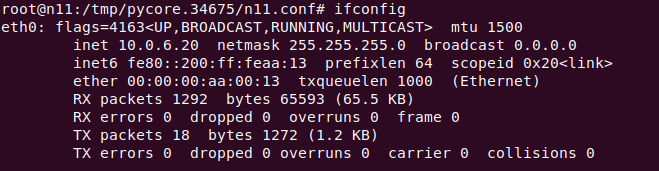 root@n11:/tmp/pycore.34675/n11.conf# ifconfig
eth0: flags=4163<UP,BROADCAST,RUNNING,MULTICAST>  mtu 1500
        inet 10.0.6.20  netmask 255.255.255.0  broadcast 0.0.0.0
        inet6 fe80::200:ff:feaa:13  prefixlen 64  scopeid 0x20<link>
        ether 00:00:00:aa:00:13  txqueuelen 1000  (Ethernet)
        RX packets 1292  bytes 65593 (65.5 KB)
        RX errors 0  dropped 0  overruns 0  frame 0
        TX packets 18  bytes 1272 (1.2 KB)
        TX errors 0  dropped 0 overruns 0  carrier 0  collisions 0